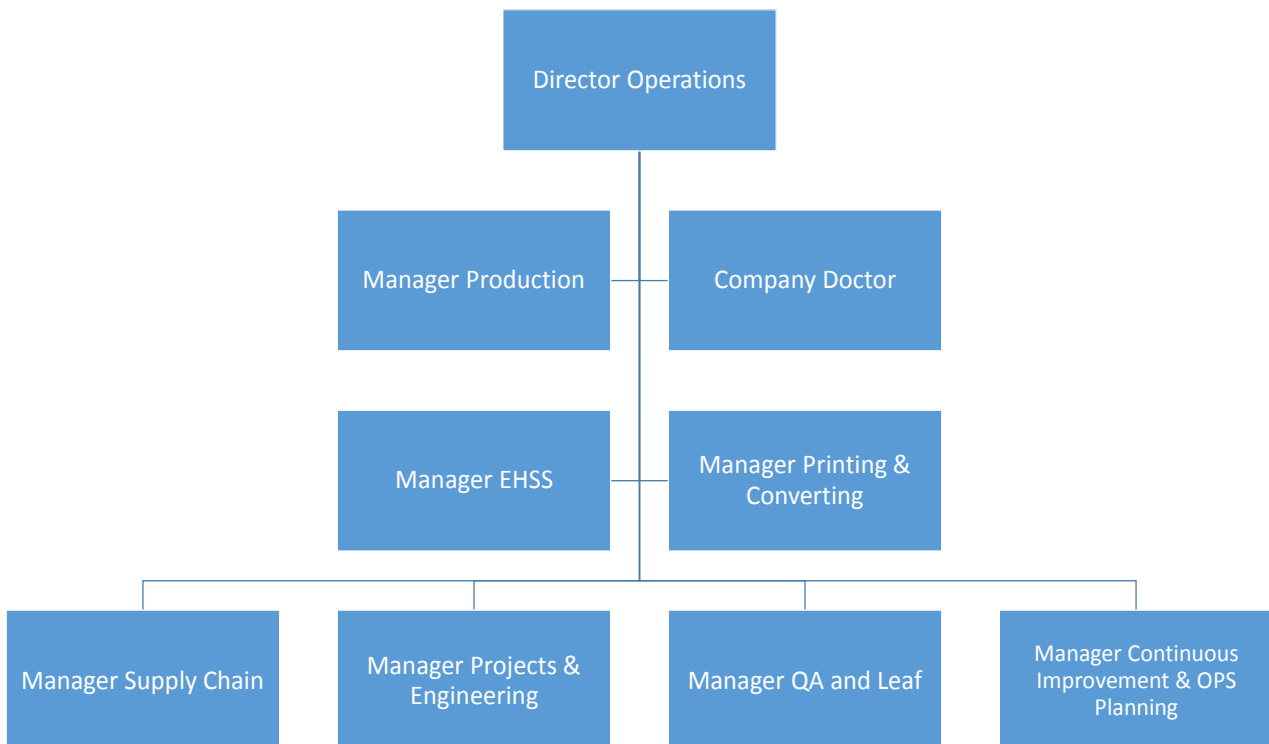 Director Operations
Manager Production
Company Doctor
Manager EHSS
Manager Printing &
Converting
Manager Supply Chain
Manager Projects &
Engineering
Manager QA and Leaf
Manager Continuous
Improvement & OPS
Planning